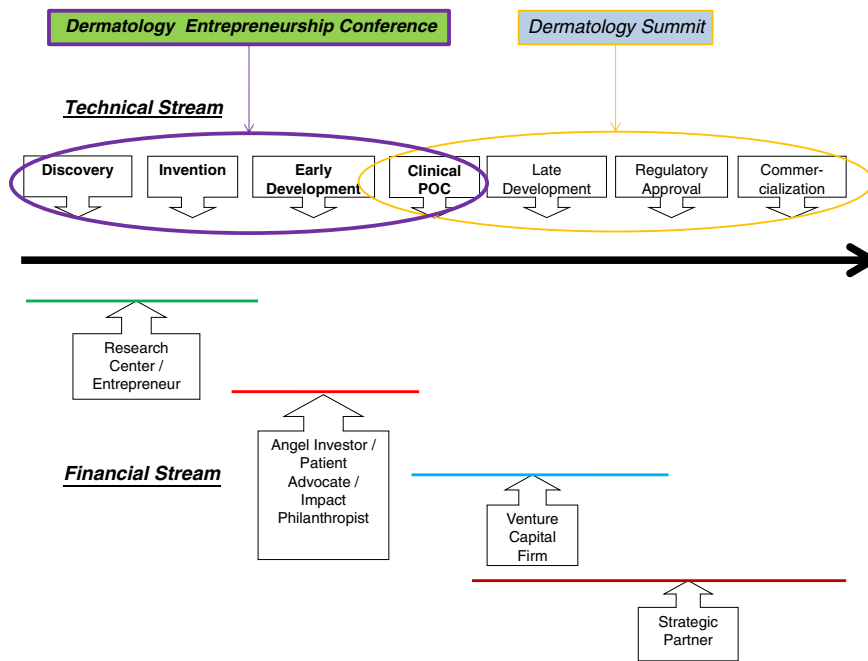 Dermatology Entrepreneurship Conference
Dermatology Summit
Technical Stream
Discovery
Invention
Early
Development
Clinical
POC
Late
Development
Regulatory
Approval
Commer-
cialization
Research
Center /
Entrepreneur
Angel Investor /
Patient
Advocate /
Impact
Philanthropist
Financial Stream
Venture
Capital
Firm
Strategic
Partner